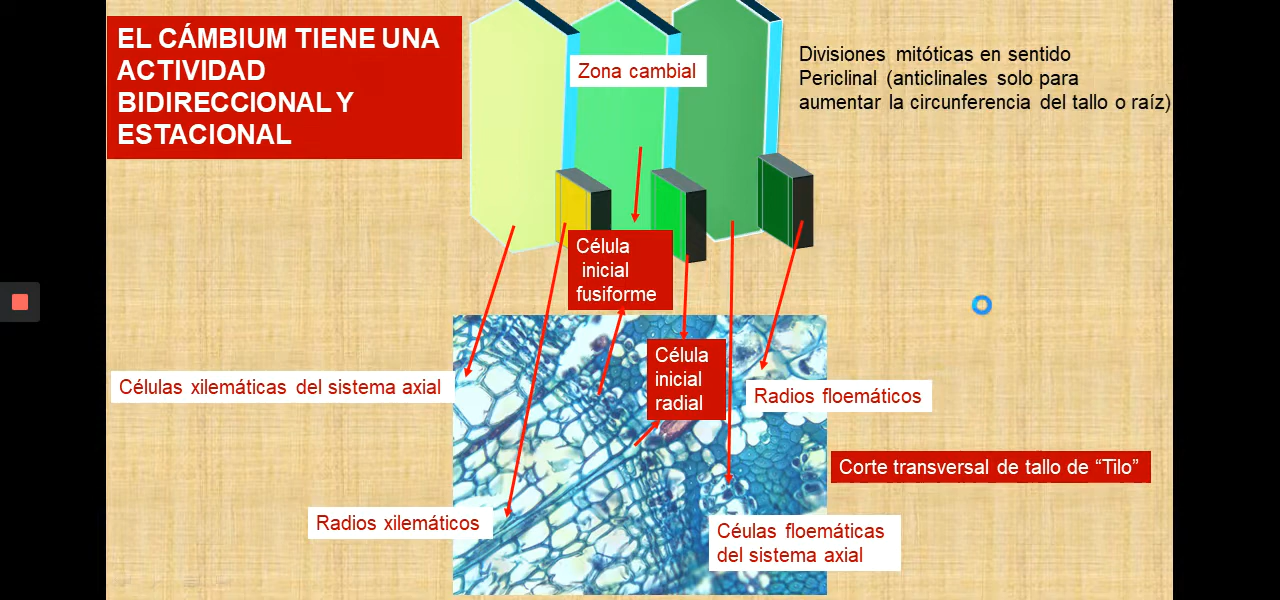 EL CÁMBIUM TIENE UNA
ACTIVIDAD
BIDIRECCIONAL Y
ESTACIONAL
Zona cambial
Divisiones mitóticas en sentido
Periclinal (anticlinales solo para
aumentar la circunferencia del tallo o raíz)
Célula
inicial
fusiforme
Célula
inicial
radial
Células xilemáticas del sistema axial
Radios floemáticos
Corte transversal de tallo de “Tilo”
Radios xilemáticos
Céulas floemáticas
del sistema axial